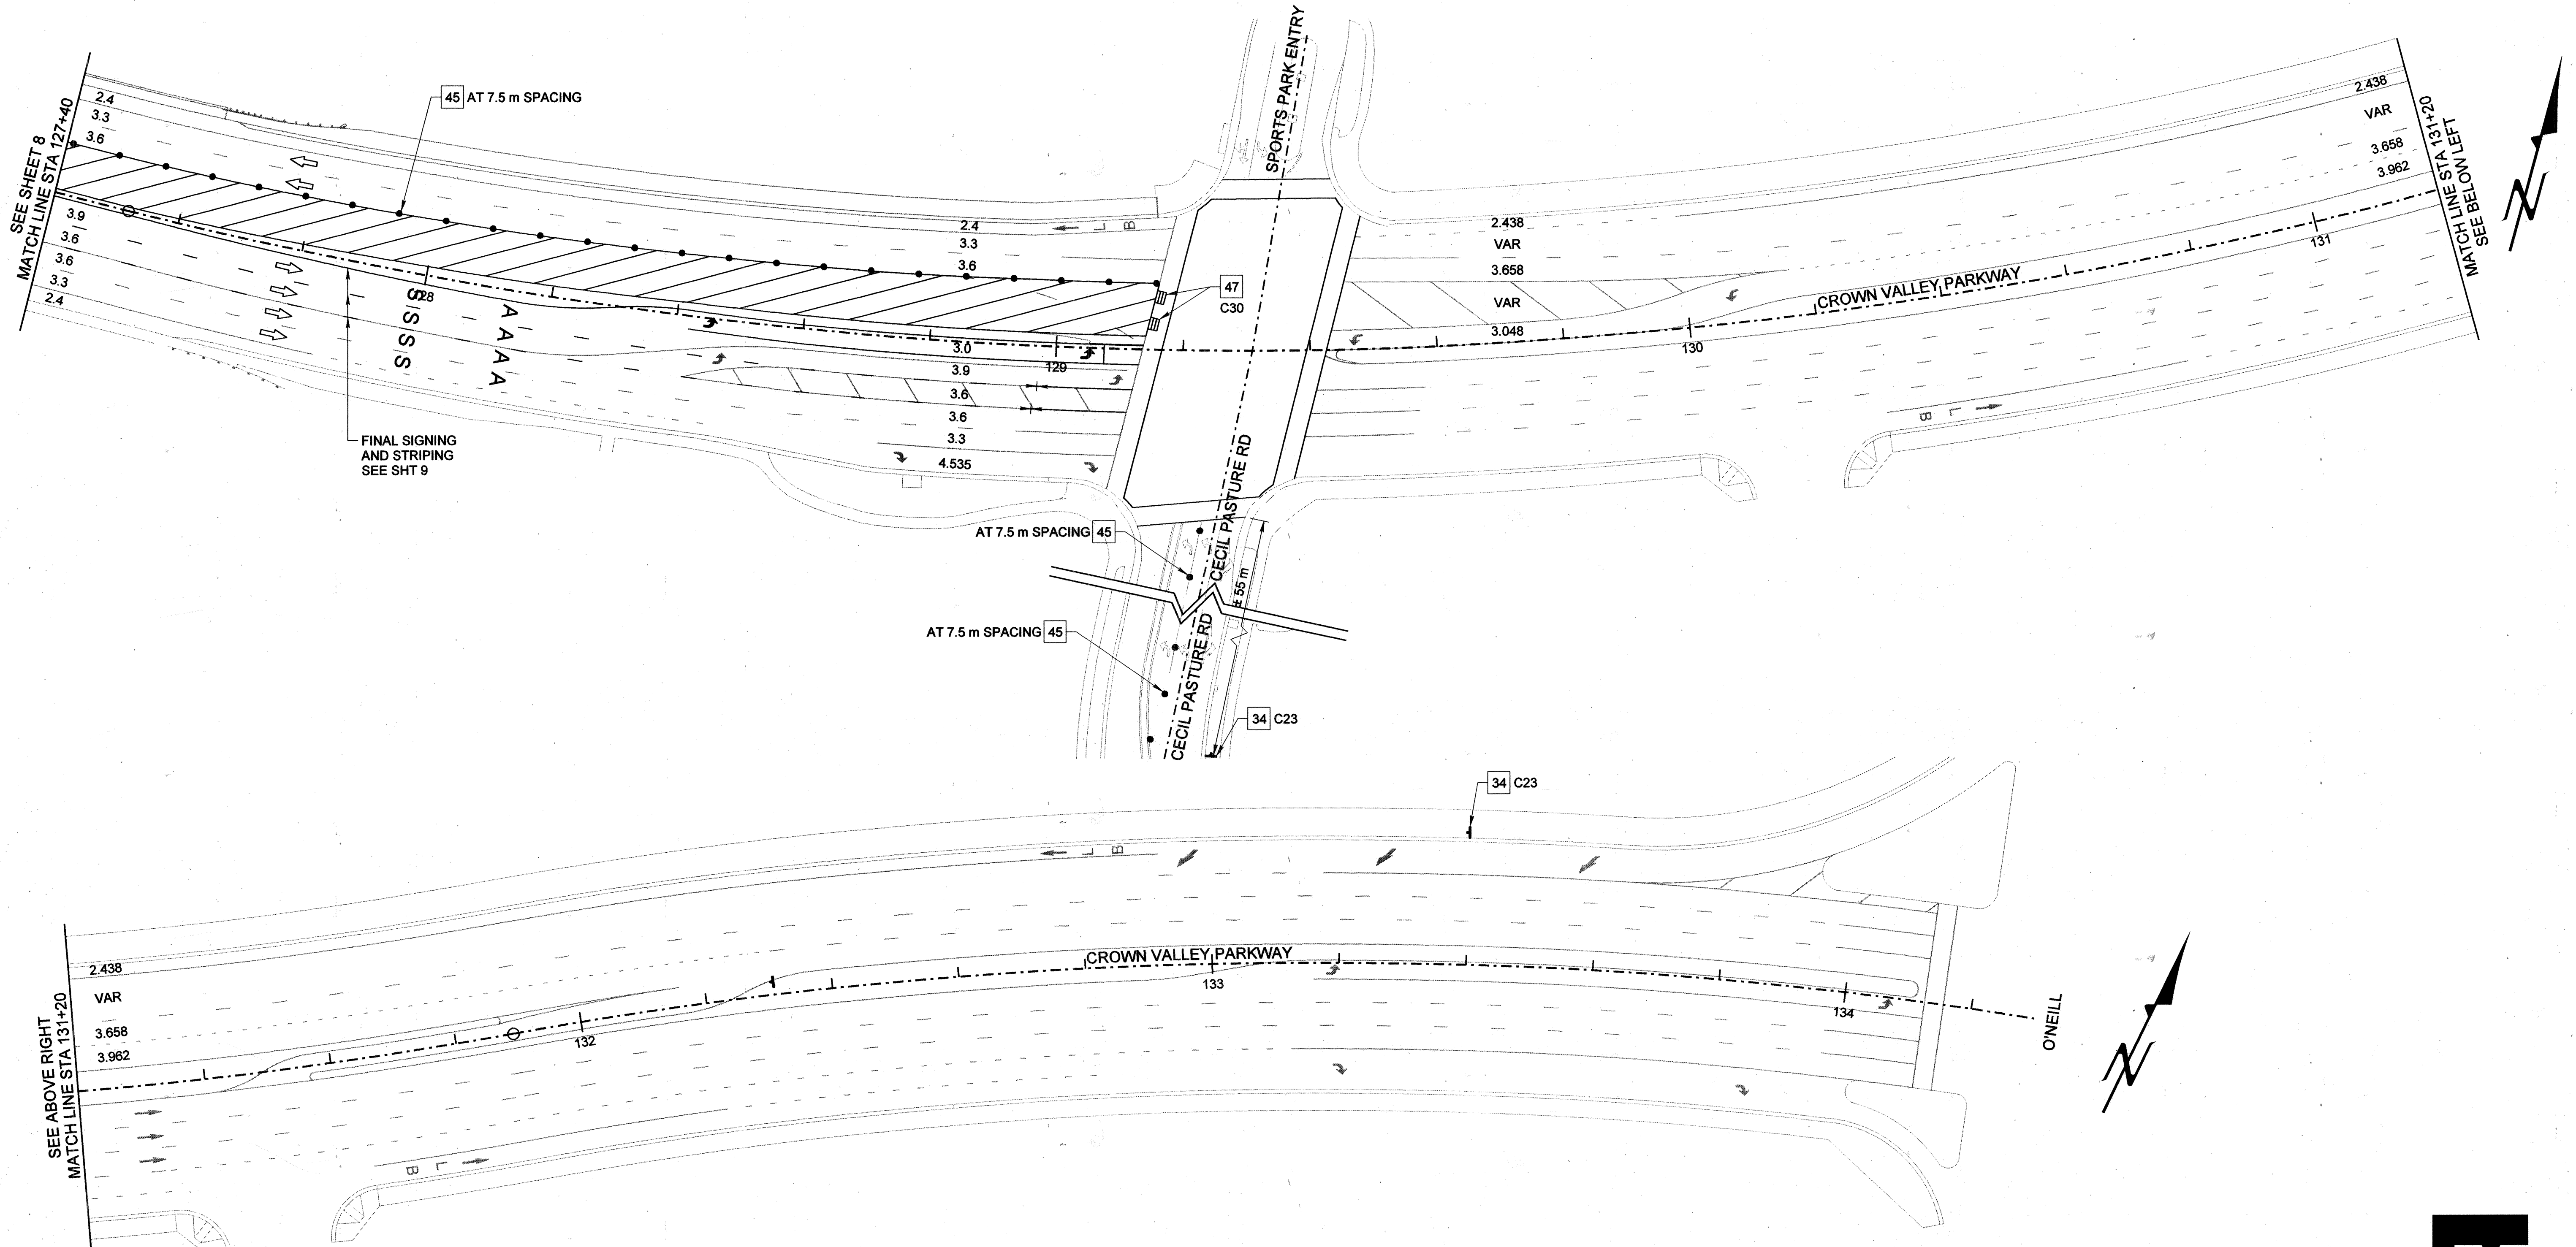 SEE SHEET 8
MATCH LINE STA 127+40
2.4
3.3
3.6
3.9
3.6
3.6
3.3
2.4
45 AT 7.5 m SPACING
FINAL SIGNING
AND STRIPING
SEE SHT 9
128
S S S S
A A A A
2.4
3.3
3.6
3.0
129
3.9
3.6
3.6
3.3
4.535
L B
47
C30
SPORTS PARK ENTRY
2.438
VAR
3.658
VAR
3.048
130
CROWN VALLEY PARKWAY
131
B L
2.438
VAR
3.658
3.962
MATCH LINE STA 131+20
SEE BELOW LEFT
N
AT 7.5 m SPACING 45
CECIL PASTURE RD
± 55 m
AT 7.5 m SPACING 45
CECIL PASTURE RD
34 C23
34 C23
SEE ABOVE RIGHT
MATCH LINE STA 131+20
2.438
VAR
3.658
3.962
132
L B
CROWN VALLEY PARKWAY
133
134
O'NEILL
B L
N